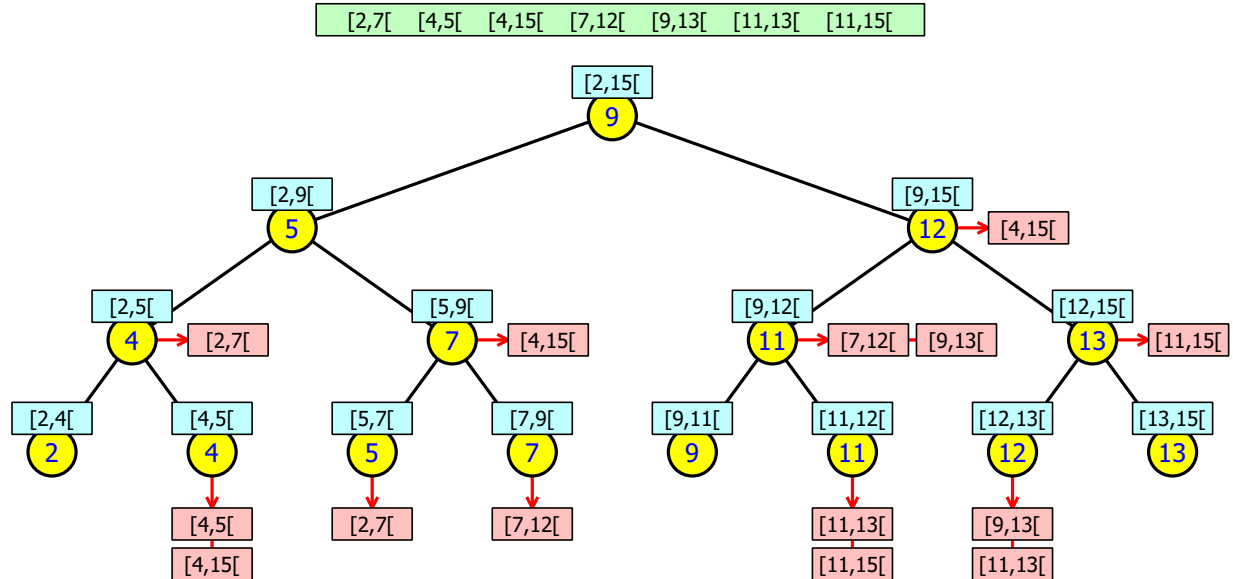 [2,7[ [4,5[ [4,15[ [7,12[ [9,13[ [11,13[ [11,15[
[2,15[
9
[2,9[ [9,15[
5 12 [4,15[
[2,5[ [5,9[ [9,12[ [12,15[
4 [2,7[ 7 [4,15[ 11 [7,12[ [9,13[ 13 [11,15[
[2,4[ [4,5[ [5,7[ [7,9[ [9,11[ [11,12[ [12,13[ [13,15[
2 4 5 7 9 11 12 13
[4,5[ [2,7[ [7,12[ [11,13[ [9,13[
[4,15[ [11,15[ [11,13[